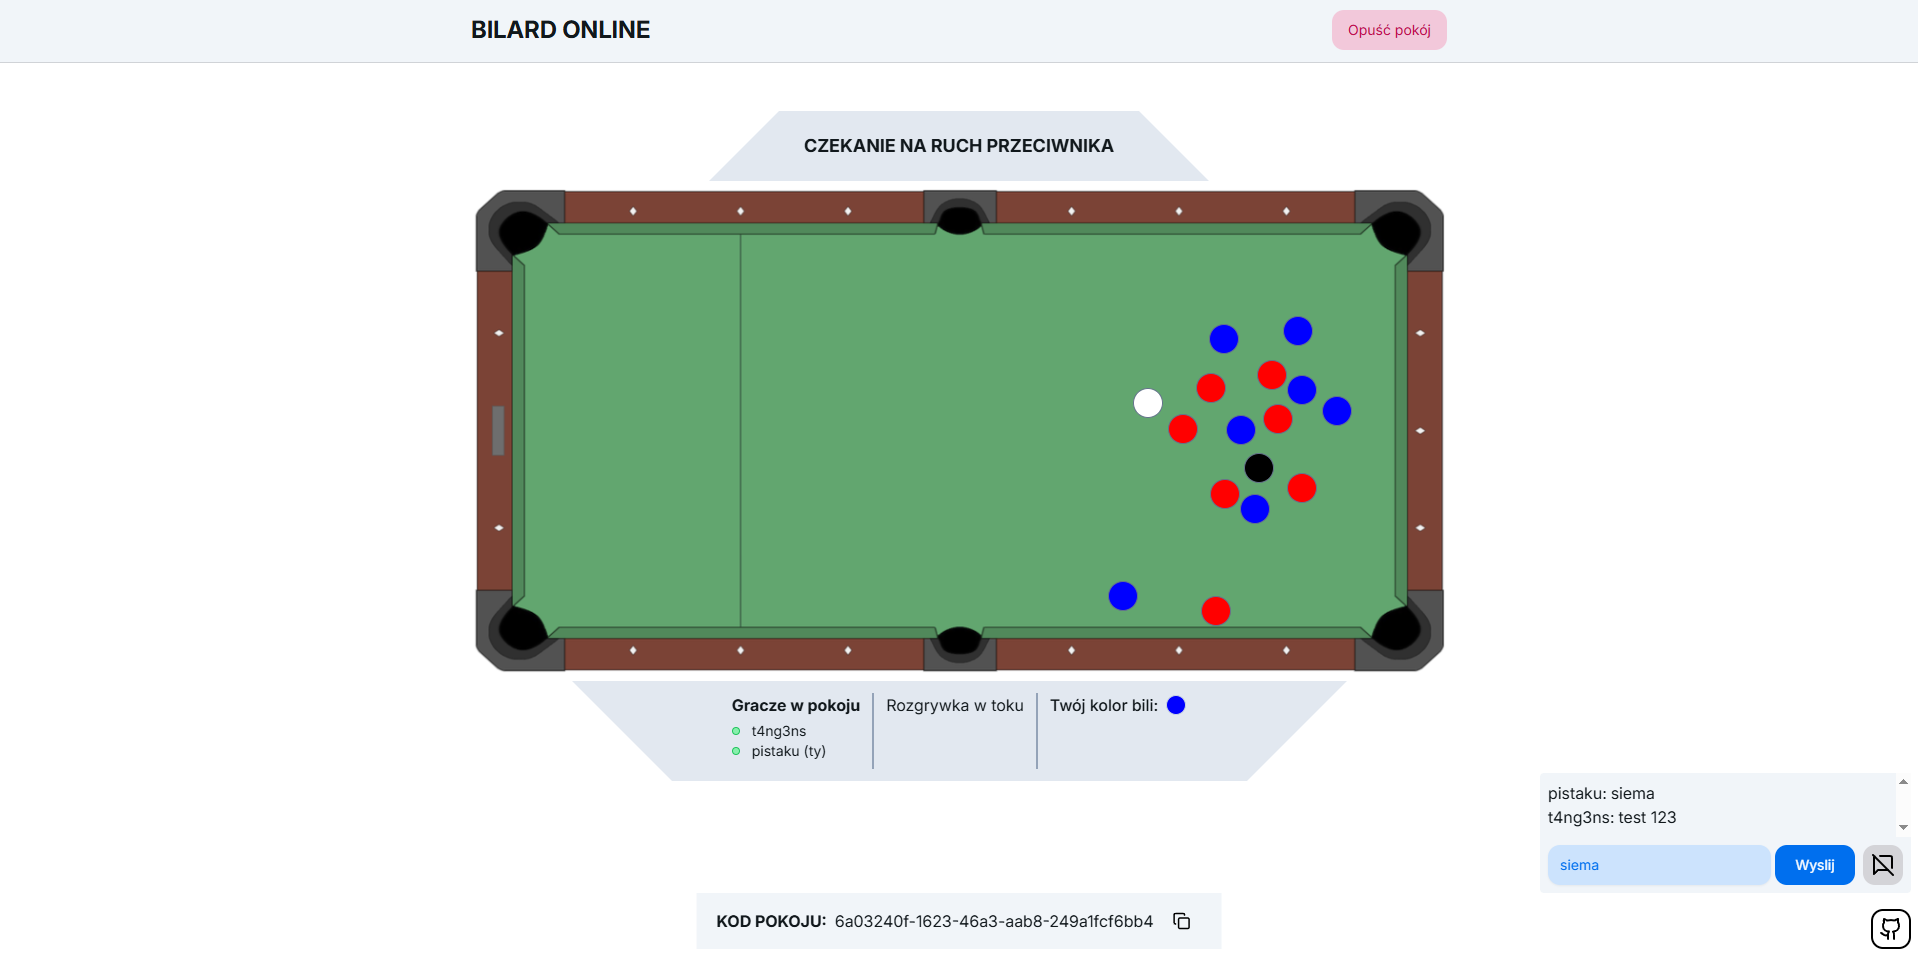 BILARD ONLINE
Opuść pokój
CZEKANIE NA RUCH PRZECIWNIKA
Gracze w pokoju
t4ng3ns
pistaku (ty)
Rozgrywka w toku
Twój kolor bili:
pistaku: siema
t4ng3ns: test 123
siema
Wyslij
KOD POKOJU: 6a03240f-1623-46a3-aab8-249a1fcf6bb4